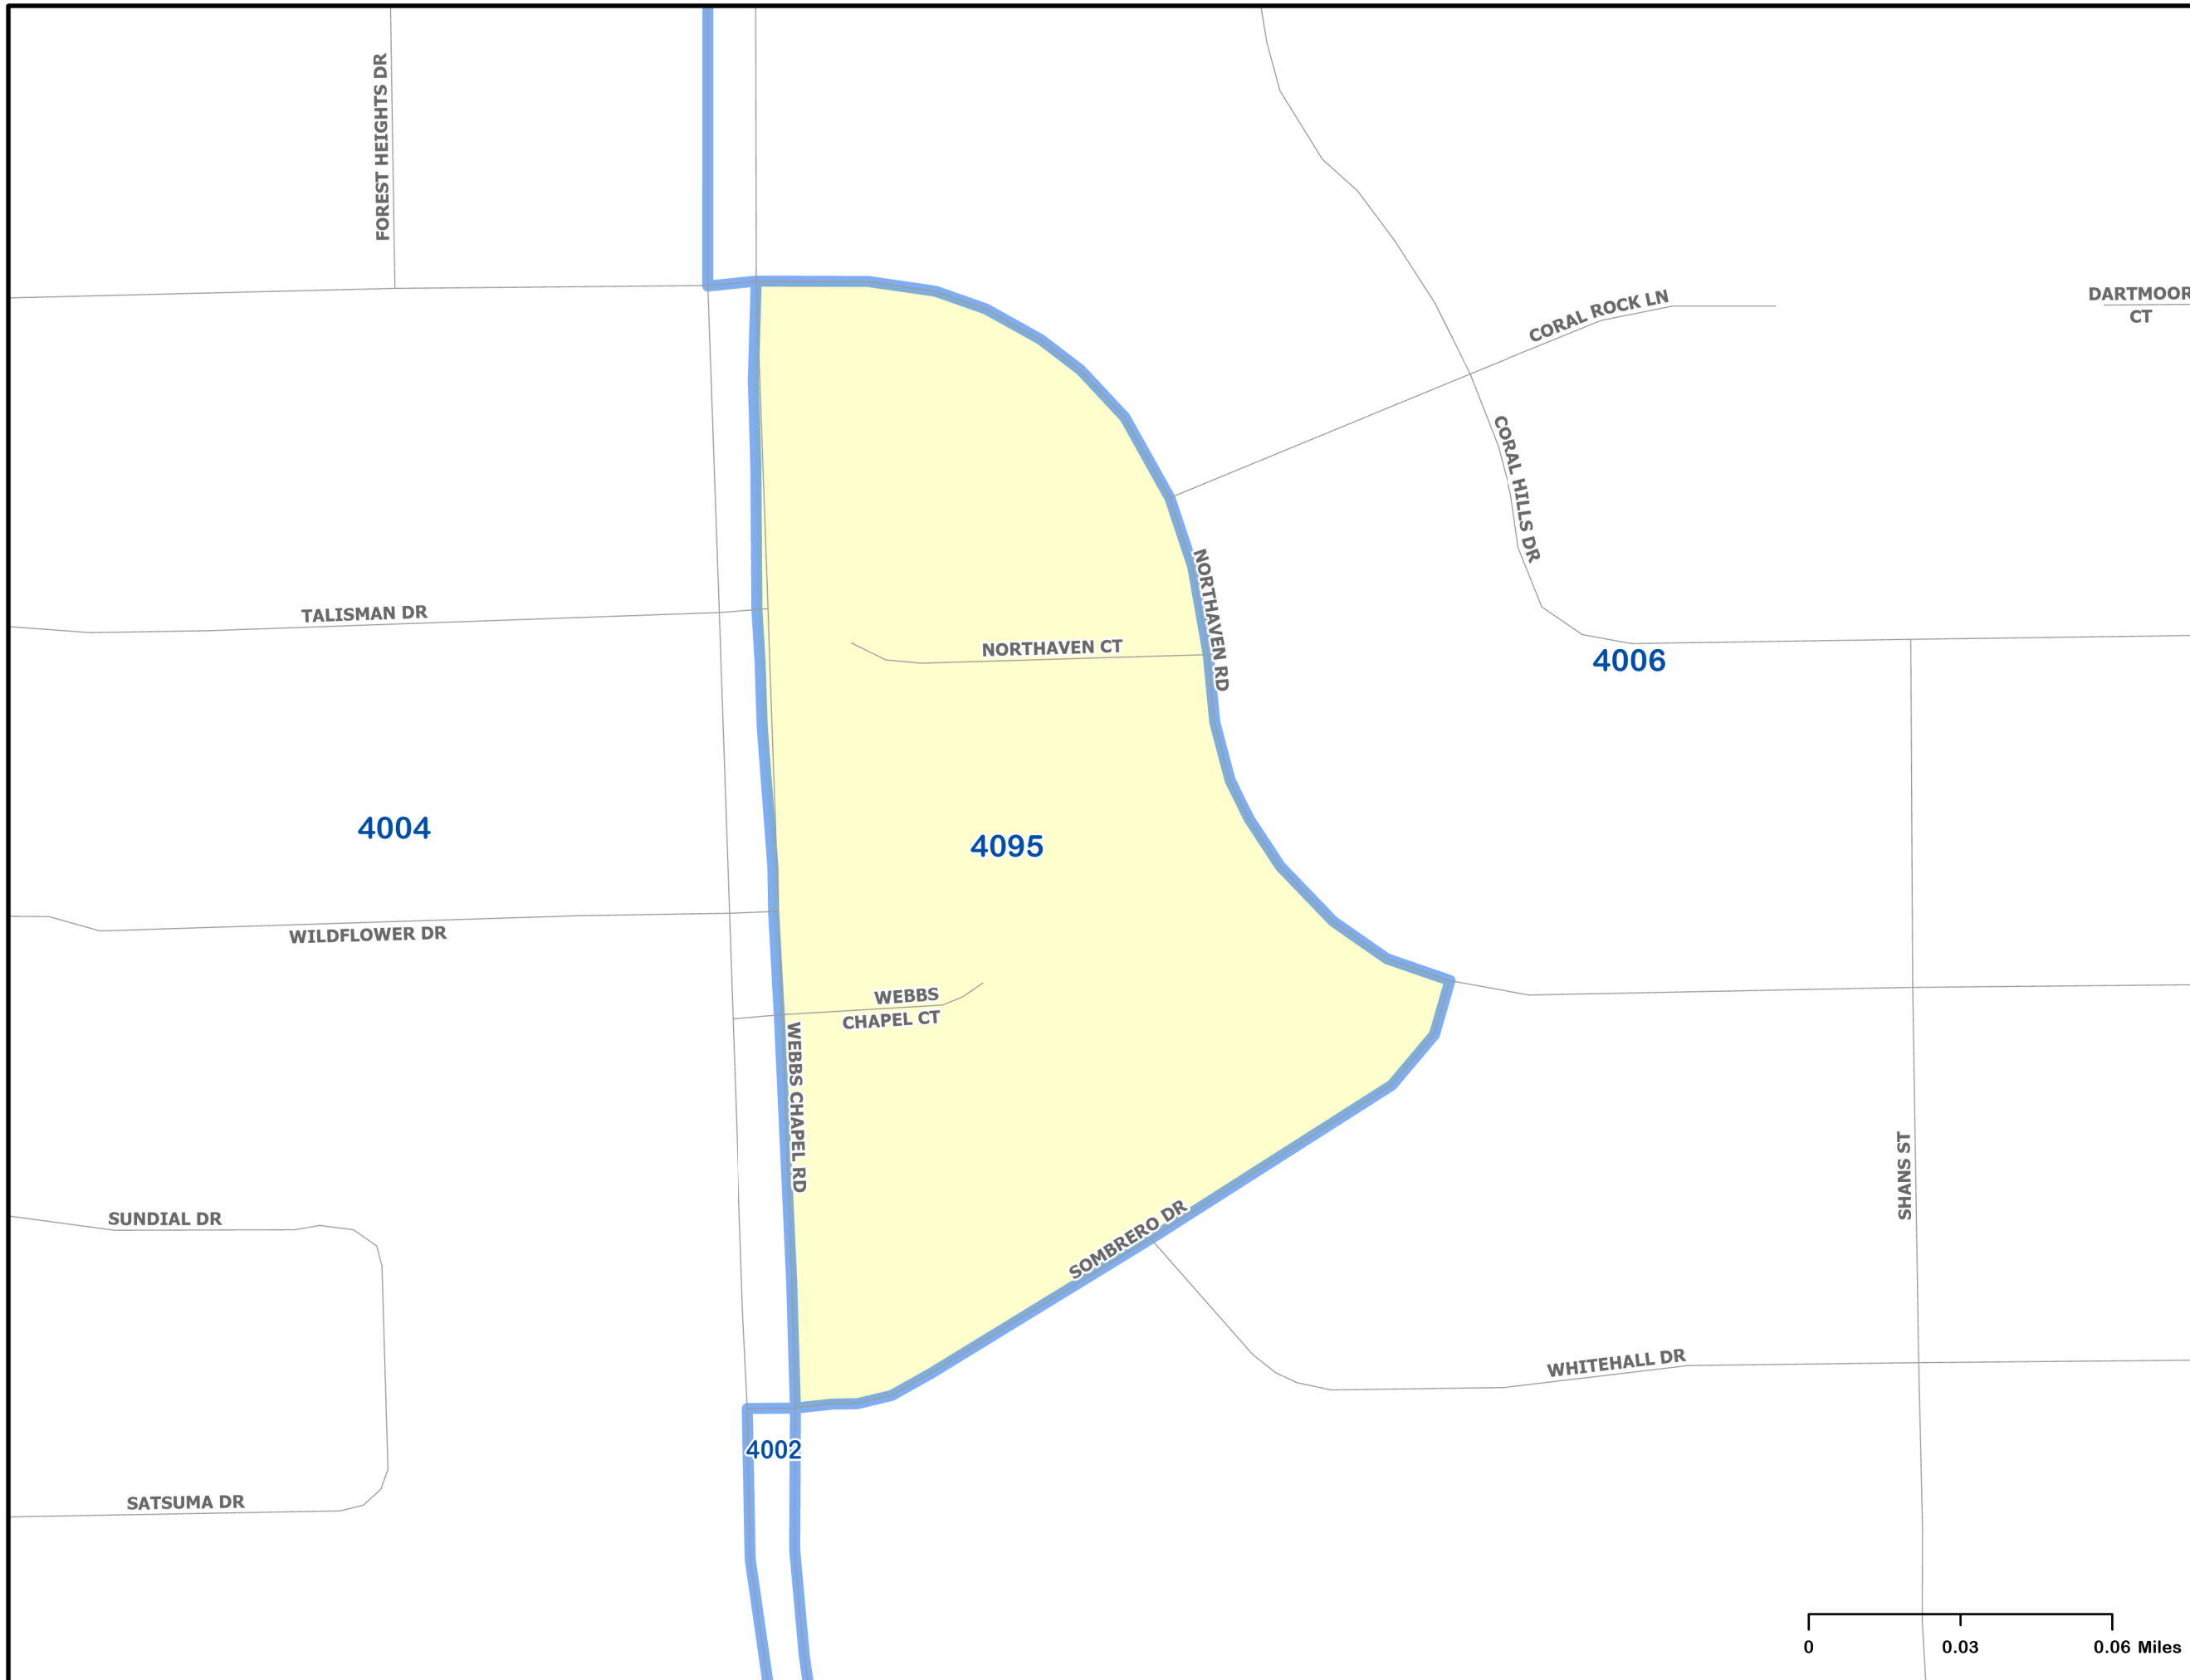 FOREST HEIGHTS DR
CORAL ROCK LN
DARTMOOR
CT
CORAL HILLS DR
TALISMAN DR
NORTHAVEN CT
NORTHAVEN RD
4006
4004
4095
WILDFLOWER DR
WEBBS
CHAPEL CT
WEBBS CHAPEL RD
SHANS ST
SUNDIAL DR
SOMBRERO DR
WHITEHALL DR
4002
SATSUMA DR
0 0.03 0.06 Miles